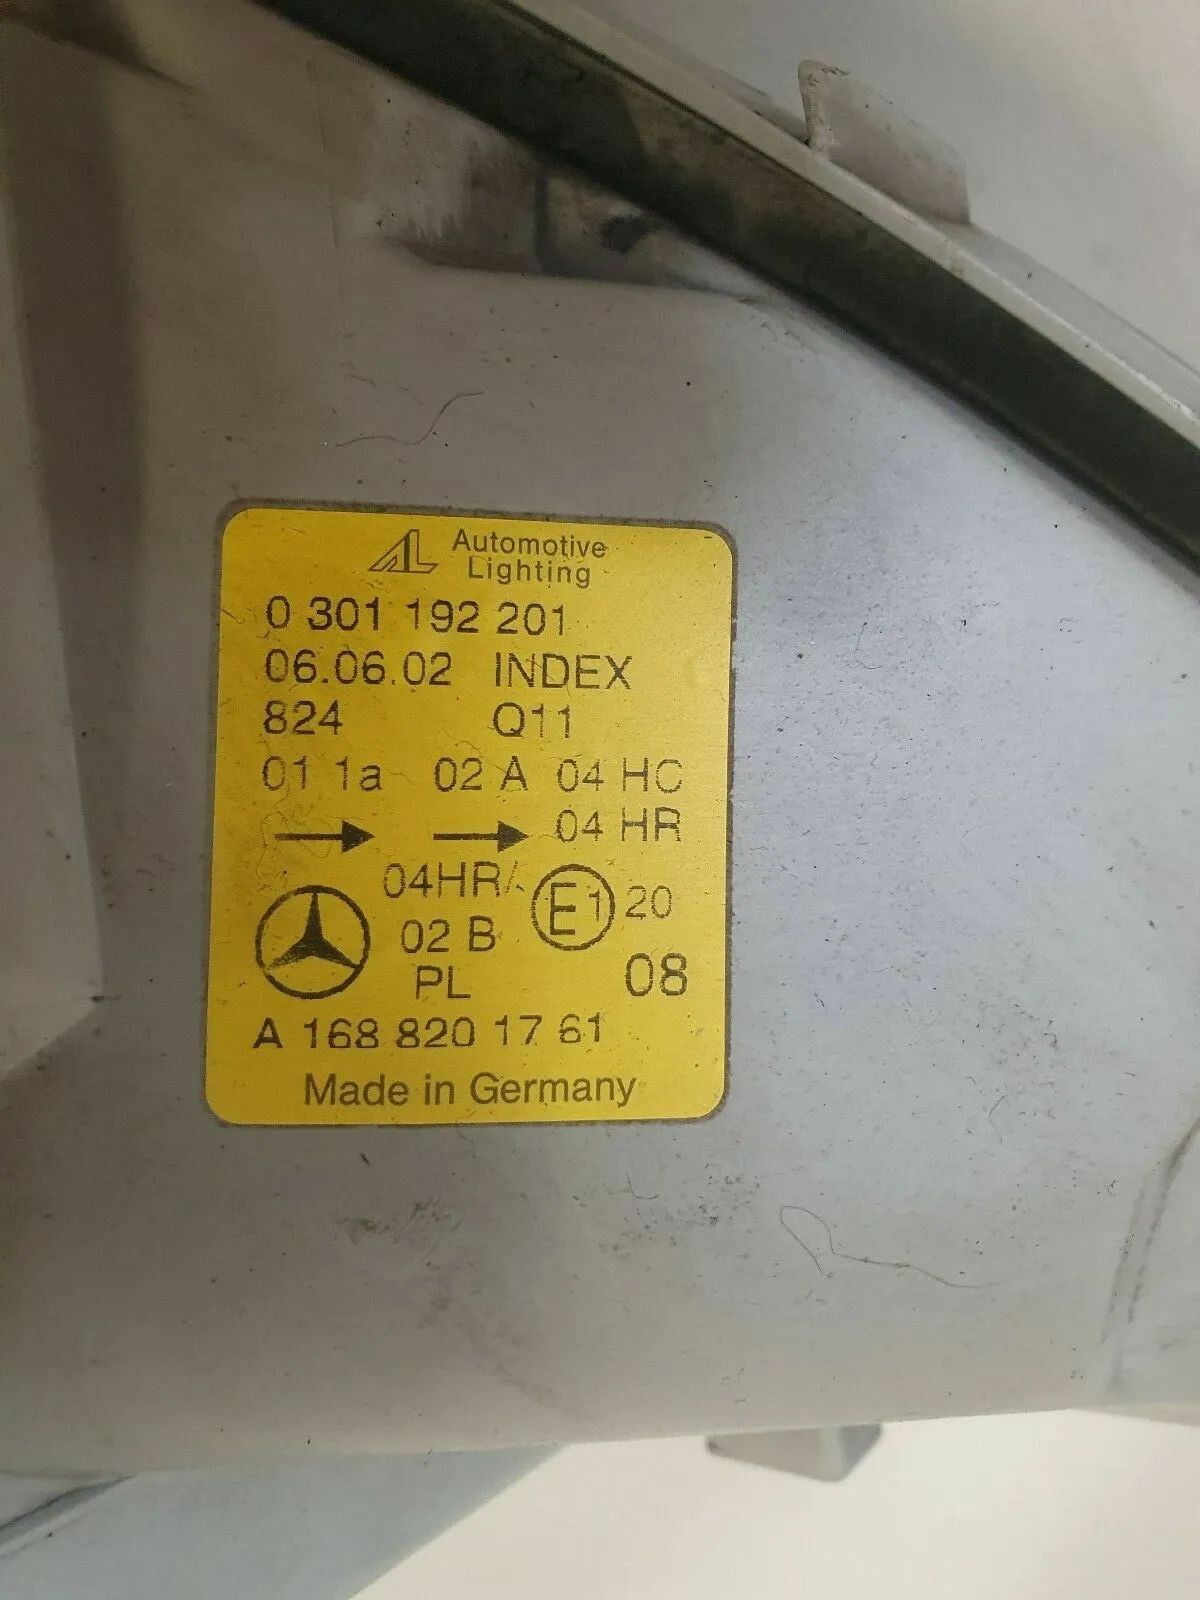 AL Automotive
Lighting
0 301 192 201
06.06.02 INDEX
824 Q11
01 1a 02 A 04 HC
04 HR
04HR/
E1 20
02 B
PL 08
A 168 820 17 61
Made in Germany